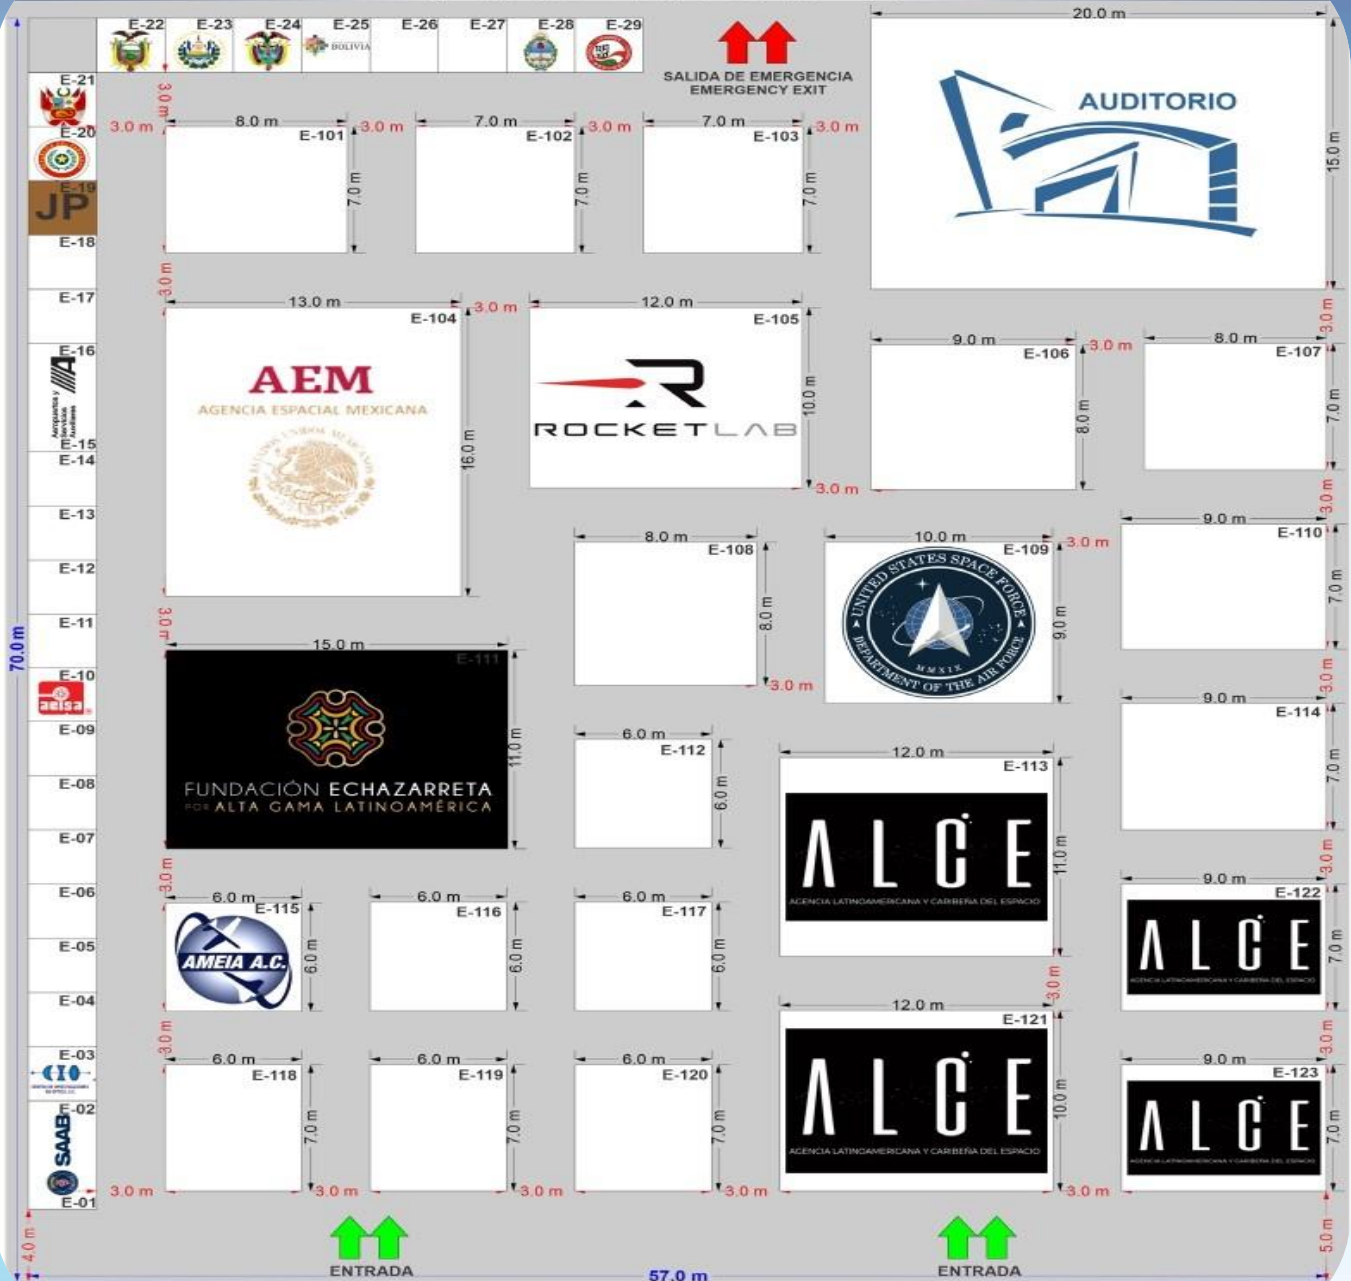 E-22 E-23 E-24 E-25 E-26 E-27 E-28 E-29
BOLIVIA
SALIDA DE EMERGENCIA
EMERGENCY EXIT
20.0 m
AUDITORIO
15.0 m
E-21
3.0 m
3.0 m
8.0 m
3.0 m
7.0 m
3.0 m
7.0 m
3.0 m
E-20
E-101
7.0 m
E-102
7.0 m
E-103
7.0 m
E-19
JP
E-18
3.0 m
E-17
13.0 m
3.0 m
12.0 m
3.0 m
E-104
E-105
9.0 m
3.0 m
8.0 m
E-16
E-106
E-107
AEM
AGENCIA ESPACIAL MEXICANA
ESTADOS UNIDOS MEXICANOS
16.0 m
ROCKETLAB
10.0 m
8.0 m
7.0 m
Aeropuertos y
Servicios
Auxiliares
E-15
E-14
3.0 m
3.0 m
E-13
9.0 m
8.0 m
10.0 m
3.0 m
E-110
E-108
E-109
E-12
8.0 m
UNITED STATES SPACE FORCE
MMXIX
DEPARTMENT OF THE AIR FORCE
9.0 m
7.0 m
E-11
3.0 m
70.0 m
15.0 m
E-111
E-10
aeisa
3.0 m
3.0 m
9.0 m
E-114
E-09
6.0 m
E-112
12.0 m
E-113
11.0 m
FUNDACIÓN ECHAZARRETA
POR ALTA GAMA LATINOAMÉRICA
6.0 m
7.0 m
E-08
ALCE
AGENCIA LATINOAMERICANA Y CARIBEÑA DEL ESPACIO
11.0 m
E-07
3.0 m
3.0 m
E-06
6.0 m
6.0 m
6.0 m
9.0 m
E-115
E-116
E-117
E-122
AMEIA A.C.
6.0 m
6.0 m
6.0 m
ALCE
AGENCIA LATINOAMERICANA Y CARIBEÑA DEL ESPACIO
7.0 m
E-05
E-04
3.0 m
12.0 m
E-121
3.0 m
3.0 m
E-03
CIO
6.0 m
6.0 m
6.0 m
9.0 m
E-118
E-119
E-120
E-123
E-02
SAAB
7.0 m
7.0 m
7.0 m
ALCE
AGENCIA LATINOAMERICANA Y CARIBEÑA DEL ESPACIO
10.0 m
ALCE
AGENCIA LATINOAMERICANA Y CARIBEÑA DEL ESPACIO
7.0 m
E-01
3.0 m
3.0 m
3.0 m
3.0 m
3.0 m
4.0 m
ENTRADA
ENTRADA
5.0 m
57.0 m